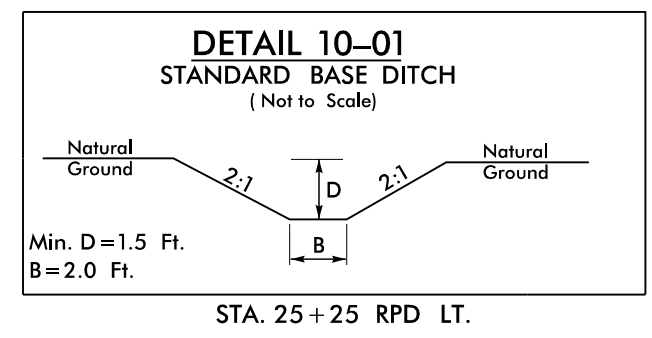 DETAIL 10–01
STANDARD BASE DITCH
( Not to Scale)
Natural
Ground
2:1
D
2:1
Natural
Ground
Min. D=1.5 Ft.
B
B=2.0 Ft.
STA. 25+25 RPD LT.